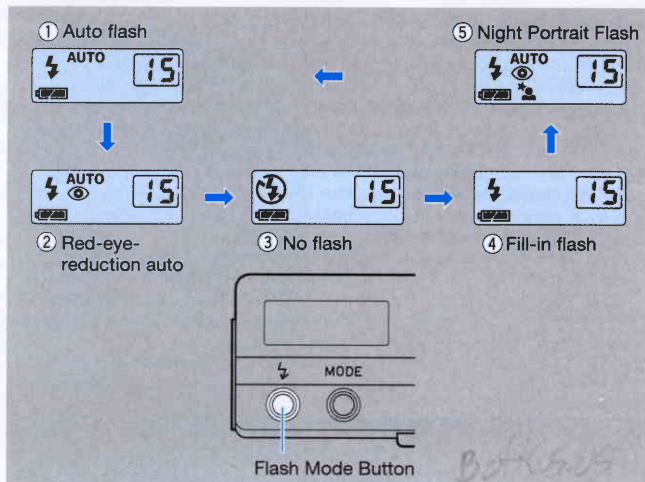 ① Auto flash
⑤ Night Portrait Flash
AUTO
15
AUTO
15
AUTO
15
15
15
② Red-eye-
reduction auto
③ No flash
④ Fill-in flash
MODE
Flash Mode Button